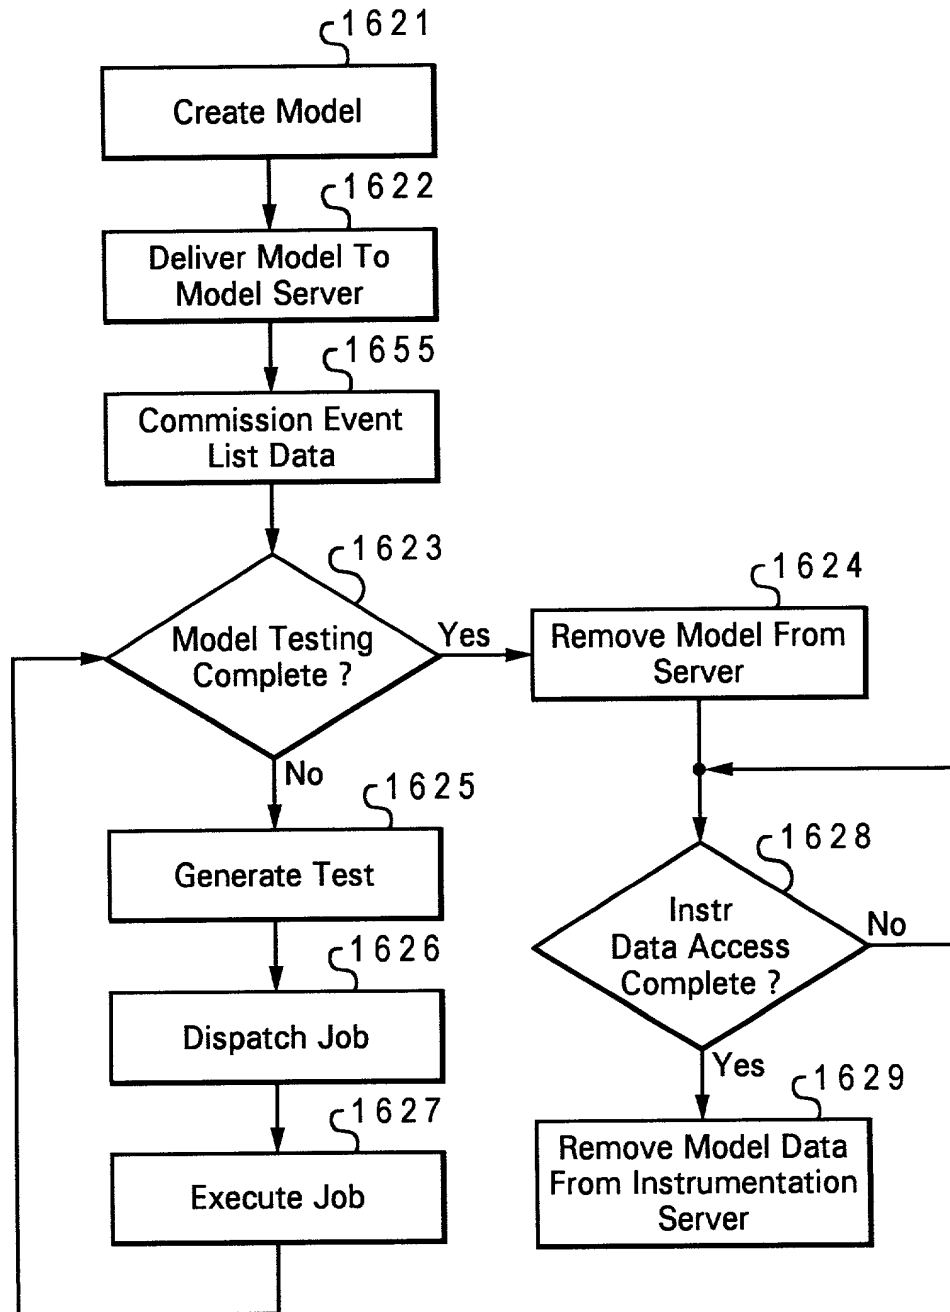 1621
Create Model
1622
Deliver Model To
Model Server
1655
Commission Event
List Data
1623
Model Testing
Complete ?
Yes
No
1624
Remove Model From
Server
1625
Generate Test
1626
Dispatch Job
1627
Execute Job
1628
Instr
Data Access
Complete ?
No
Yes
1629
Remove Model Data
From Instrumentation
Server